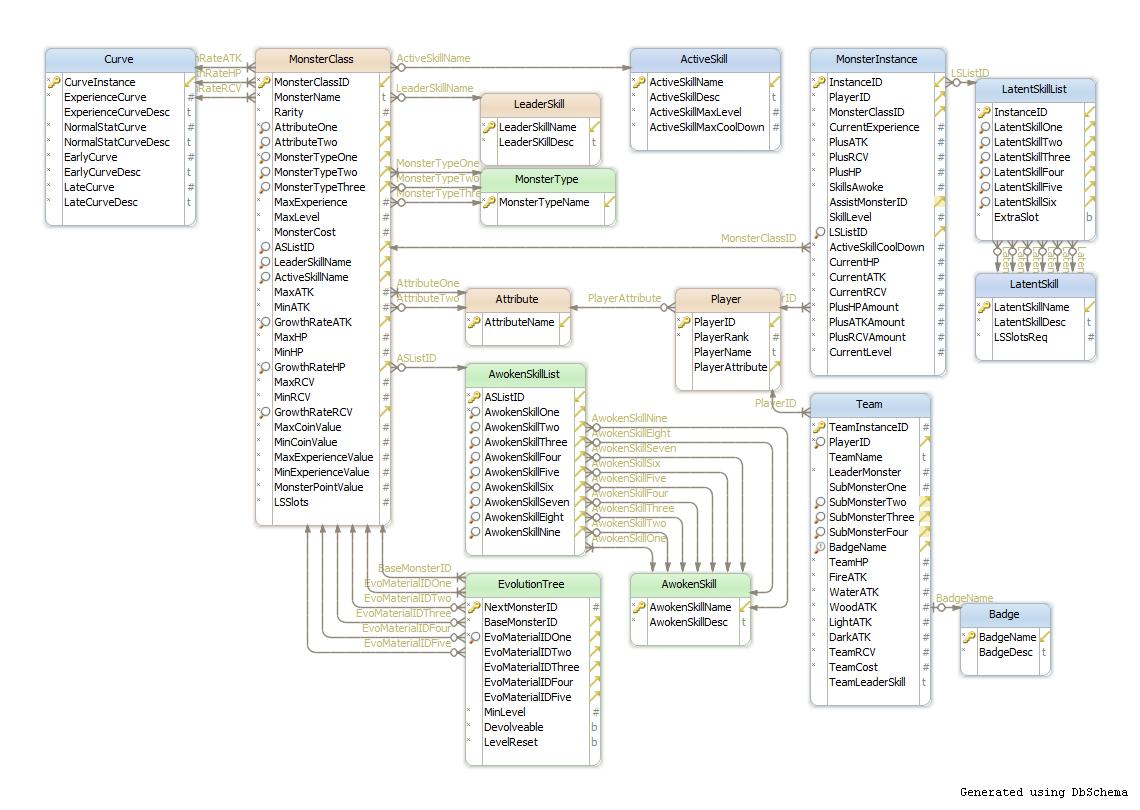 Curve
CurveInstance
ExperienceCurve #
ExperienceCurveDesc t
NormalStatCurve #
NormalStatCurveDesc t
EarlyCurve #
EarlyCurveDesc t
LateCurve #
LateCurveDesc t
MonsterClass
MonsterClassID
MonsterName t
Rarity #
AttributeOne
AttributeTwo
MonsterTypeOne
MonsterTypeTwo
MonsterTypeThree
MaxExperience #
MaxLevel #
MonsterCost #
ASListID
LeaderSkillName
ActiveSkillName
MaxATK #
MinATK #
GrowthRateATK
MaxHP #
MinHP #
GrowthRateHP
MaxRCV #
MinRCV #
GrowthRateRCV
MaxCoinValue #
MinCoinValue #
MaxExperienceValue #
MinExperienceValue #
MonsterPointValue #
LSSlots #
ActiveSkillName
LeaderSkillName
MonsterTypeOne
MonsterTypeTwo
AttributeOne
AttributeTwo
ASListID
LeaderSkill
LeaderSkillName
LeaderSKillDesc t
MonsterType
MonsterTypeName
ActiveSkill
ActiveSkillName
ActiveSkillDesc t
ActiveSkillMaxLevel #
ActiveSkillMaxCoolDown #
MonsterInstance
InstanceID
PlayerID
MonsterClassID
CurrentExperience #
PlusATK #
PlusRCV #
PlusHP #
SkillsAwoke #
AssistMonsterID
SkillLevel #
LSListID
ActiveSkillCoolDown #
CurrentHP #
CurrentATK #
CurrentRCV #
PlusHPAmount #
PlusATKAmount #
PlusRCVAmount #
CurrentLevel #
MonsterClassID
LSListID
LatentSkillList
InstanceID
LatentSkillOne
LatentSkillTwo
LatentSkillThree
LatentSkillFour
LatentSkillFive
LatentSkillSix
ExtraSlot b
LatentSkill
LatentSkillName
LatentSkillDesc t
LSSlotsReq #
Attribute
AttributeName
PlayerAttribute
Player
PlayerID
PlayerRank #
PlayerName t
PlayerAttribute
PlayerID
AwokenSkillList
ASListID
AwokenSkillOne
AwokenSkillTwo
AwokenSkillThree
AwokenSkillFour
AwokenSkillFive
AwokenSkillSix
AwokenSkillSeven
AwokenSkillEight
AwokenSkillNine
AwokenSkillNine
AwokenSkillEight
AwokenSkillSeven
AwokenSkillSix
AwokenSkillFive
AwokenSkillFour
AwokenSkillThree
AwokenSkillTwo
AwokenSkillOne
AwokenSkill
AwokenSkillName
AwokenSkillDesc t
Team
TeamInstanceID #
PlayerID
TeamName t
LeaderMonster #
SubMonsterOne #
SubMonsterTwo
SubMonsterThree
SubMonsterFour
BadgeName
TeamHP #
FireATK #
WaterATK #
WoodATK #
LightATK #
DarkATK #
TeamRCV #
TeamCost #
TeamLeaderSkill t
BadgeName
Badge
BadgeName
BadgeDesc t
BaseMonsterID
EvoMaterialIDOne
EvoMaterialIDTwo
EvoMaterialIDThree
EvoMaterialIDFour
EvoMaterialIDFive
EvolutionTree
NextMonsterID #
BaseMonsterID
EvoMaterialIDOne
EvoMaterialIDTwo
EvoMaterialIDThree
EvoMaterialIDFour
EvoMaterialIDFive
MinLevel #
Devolveable b
LevelReset b
Generated using DbSchema